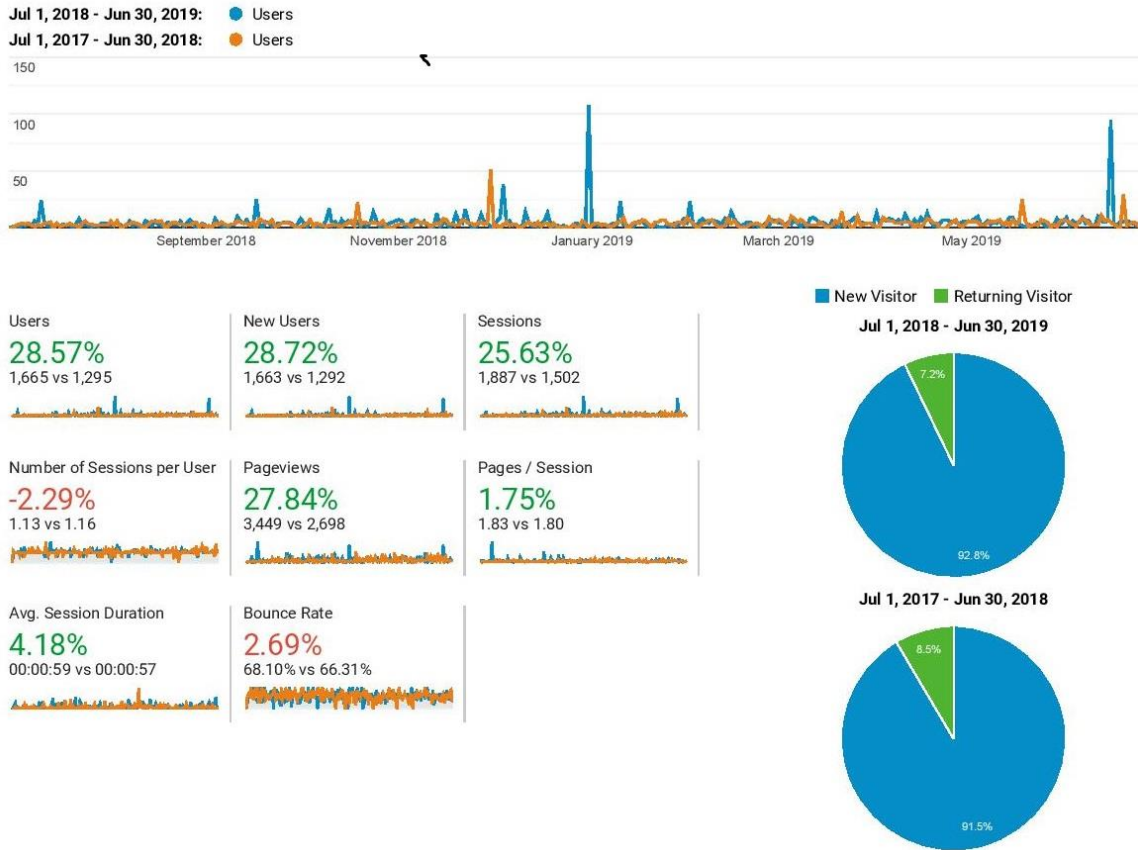 Jul 1, 2018 - Jun 30, 2019: Users
Jul 1, 2017 - Jun 30, 2018: Users
150
100
50
September 2018 November 2018 January 2019 March 2019 May 2019
New Visitor Returning Visitor
Jul 1, 2018 - Jun 30, 2019
7.2%
92.8%
Jul 1, 2017 - Jun 30, 2018
8.5%
91.5%
Users
28.57%
1,665 vs 1,295
New Users
28.72%
1,663 vs 1,292
Sessions
25.63%
1,887 vs 1,502
Number of Sessions per User
-2.29%
1.13 vs 1.16
Pageviews
27.84%
3,449 vs 2,698
Pages / Session
1.75%
1.83 vs 1.80
Avg. Session Duration
4.18%
00:00:59 vs 00:00:57
Bounce Rate
2.69%
68.10% vs 66.31%